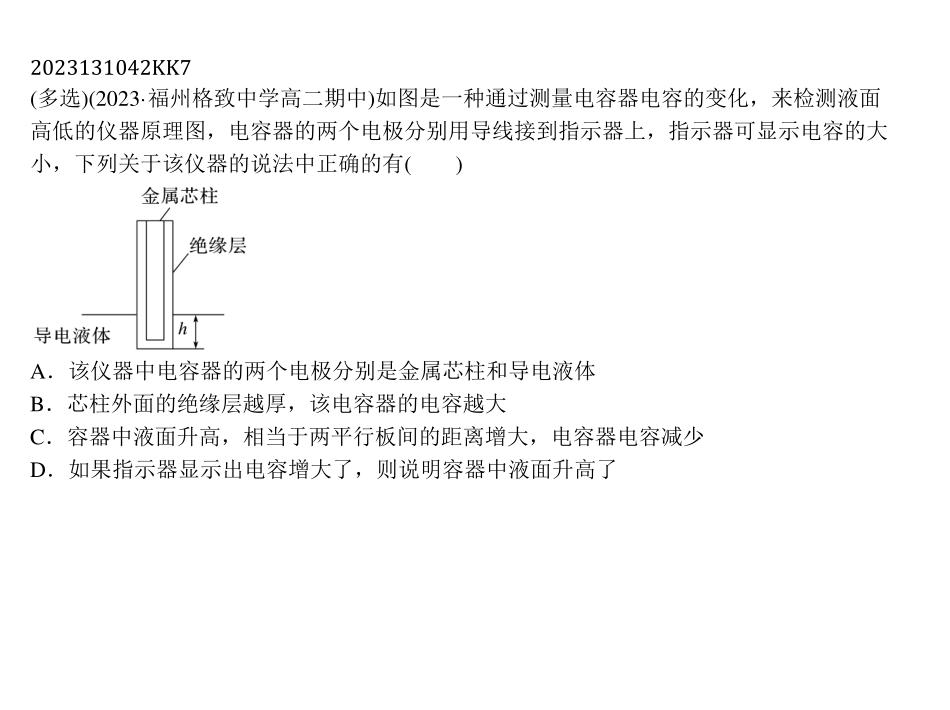 2023131042KK7
(多选)(2023·福州格致中学高二期中)如图是一种通过测量电容器电容的变化，来检测液面
高低的仪器原理图，电容器的两个电极分别用导线接到指示器上，指示器可显示电容的大
小，下列关于该仪器的说法中正确的有(　　)
金属芯柱
绝缘层
h
导电液体
A．该仪器中电容器的两个电极分别是金属芯柱和导电液体
B．芯柱外面的绝缘层越厚，该电容器的电容越大
C．容器中液面升高，相当于两平行板间的距离增大，电容器电容减少
D．如果指示器显示出电容增大了，则说明容器中液面升高了